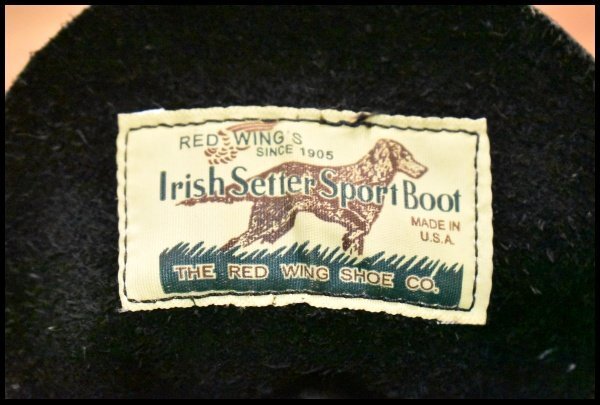 RED WING'S
SINCE 1905
Irish Setter Sport Boot
MADE IN
U.S.A.
THE RED WING SHOE CO.